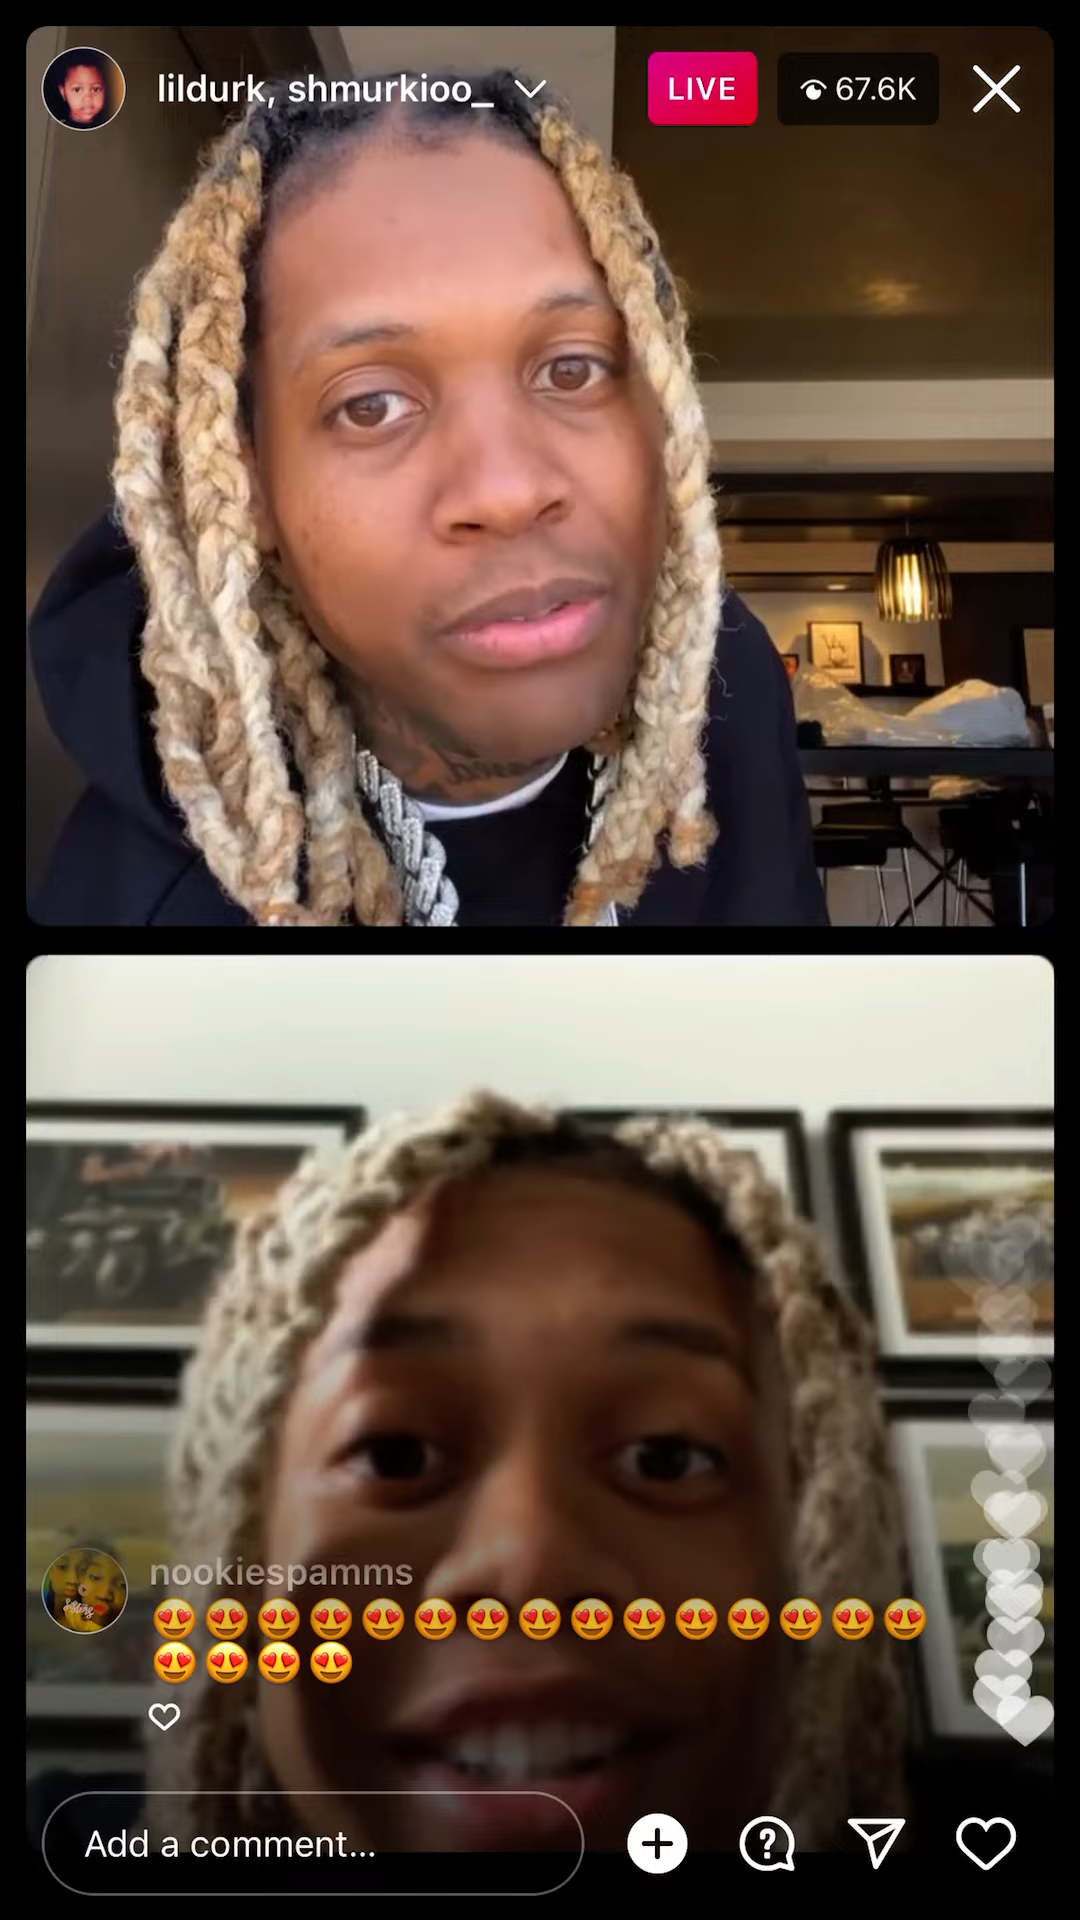 lildurk, shmurkioo_
LIVE
67.6K
nookiespamms
😍😍😍😍😍😍😍😍😍😍😍😍😍😍😍
😍😍😍😍
Add a comment...